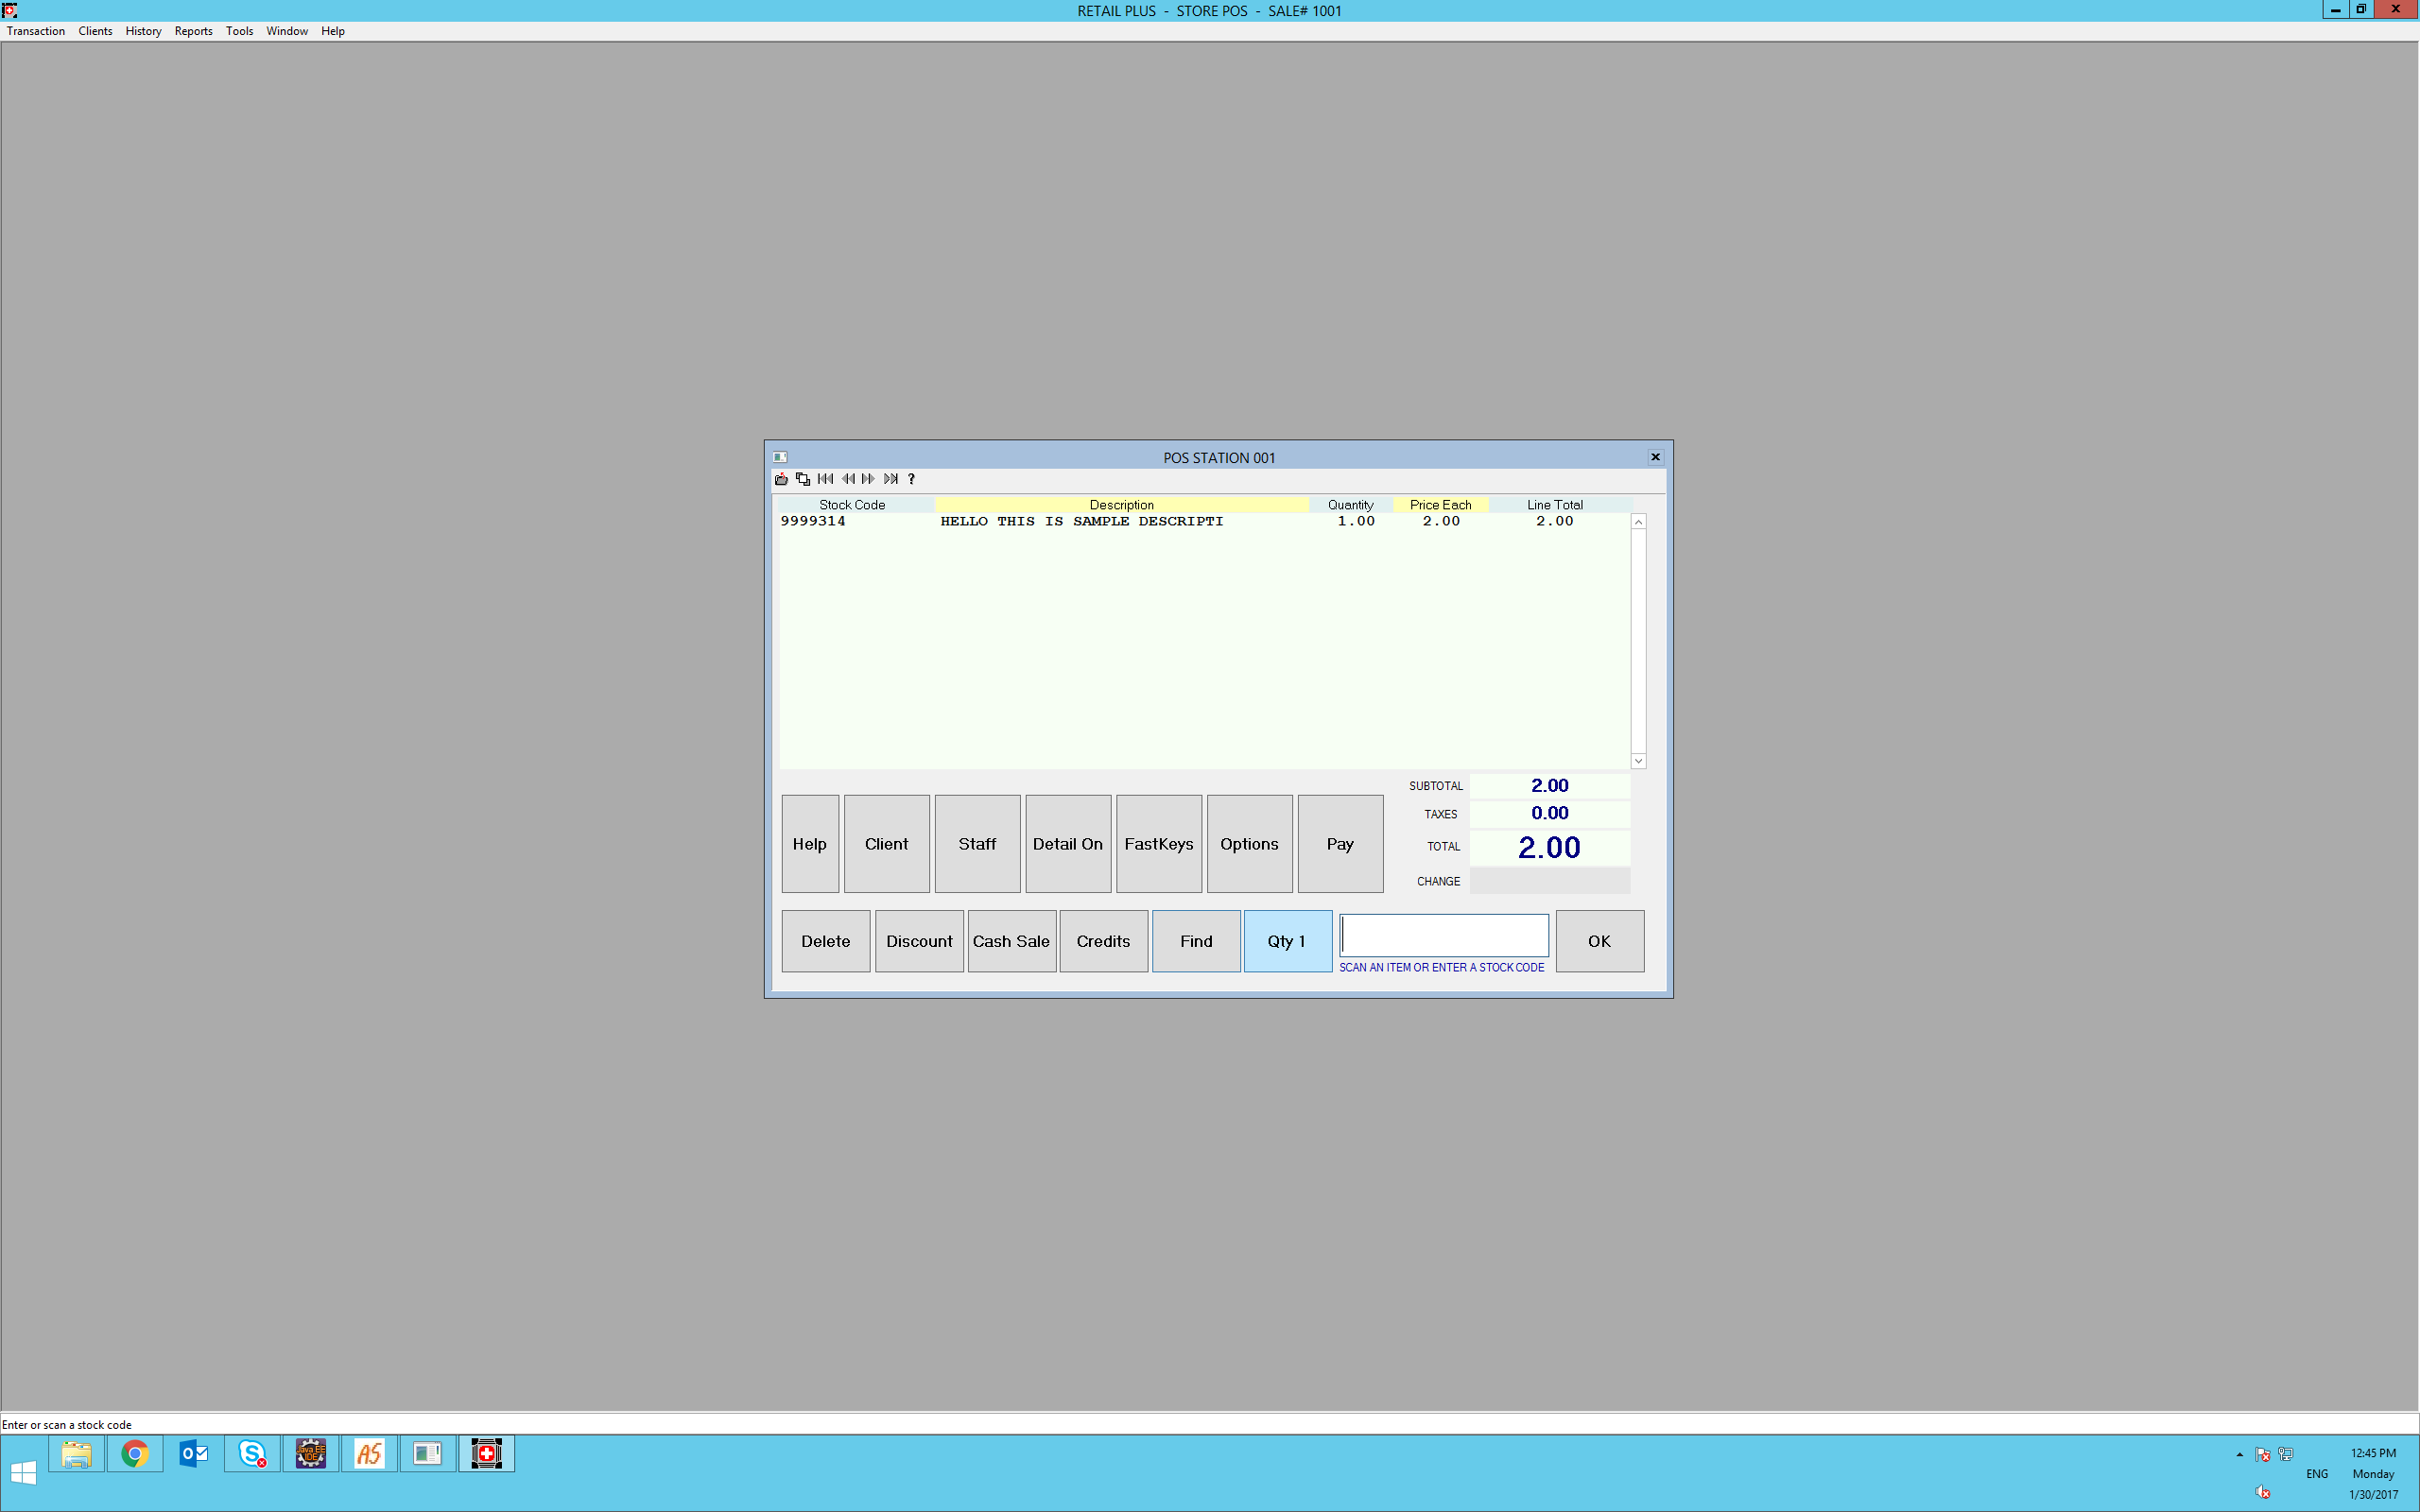 RETAIL PLUS - STORE POS - SALE# 1001
Transaction Clients History Reports Tools Window Help
POS STATION 001
?
Stock Code Description Quantity Price Each Line Total
9999314 HELLO THIS IS SAMPLE DESCRIPTI 1.00 2.00 2.00
SUBTOTAL 2.00
TAXES 0.00
TOTAL 2.00
CHANGE
Help Client Staff Detail On FastKeys Options Pay
Delete Discount Cash Sale Credits Find Qty 1 OK
SCAN AN ITEM OR ENTER A STOCK CODE
Enter or scan a stock code
Java EE
IDE
AS
12:45 PM
ENG Monday
1/30/2017